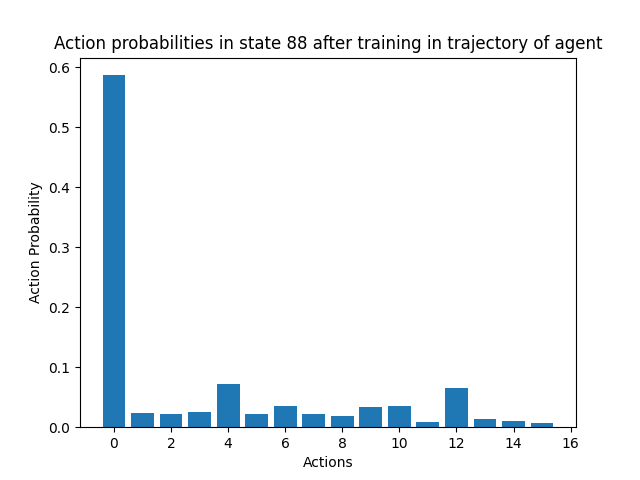 Action probabilities in state 88 after training in trajectory of agent
0.6
0.5
0.4
0.3
0.2
0.1
0.0
Action Probability
0 2 4 6 8 10 12 14 16
Actions